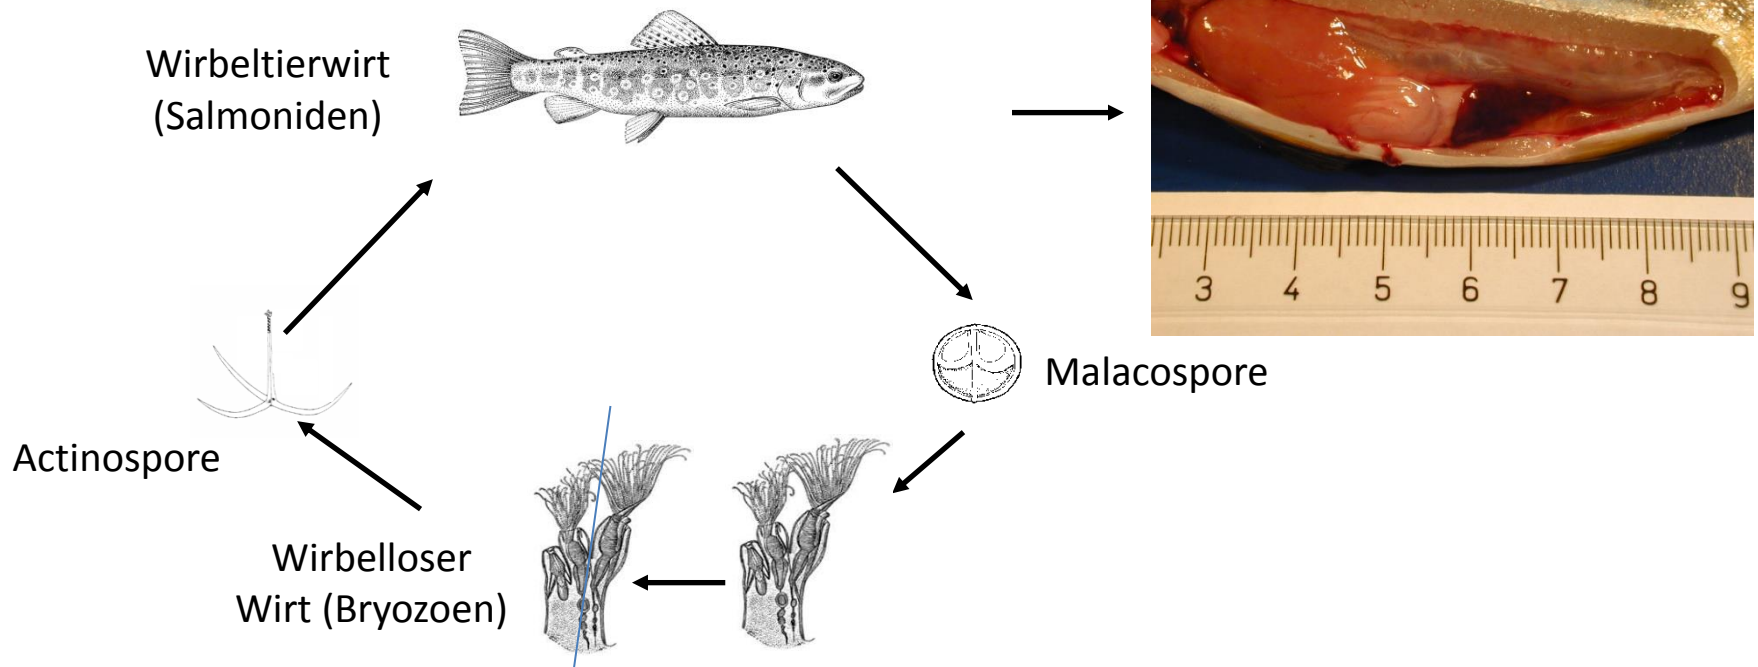 Wirbeltierwirt
(Salmoniden)
3 4 5 6 7 8 9
Malacospore
Actinospore
Wirbelloser
Wirt (Bryozoen)